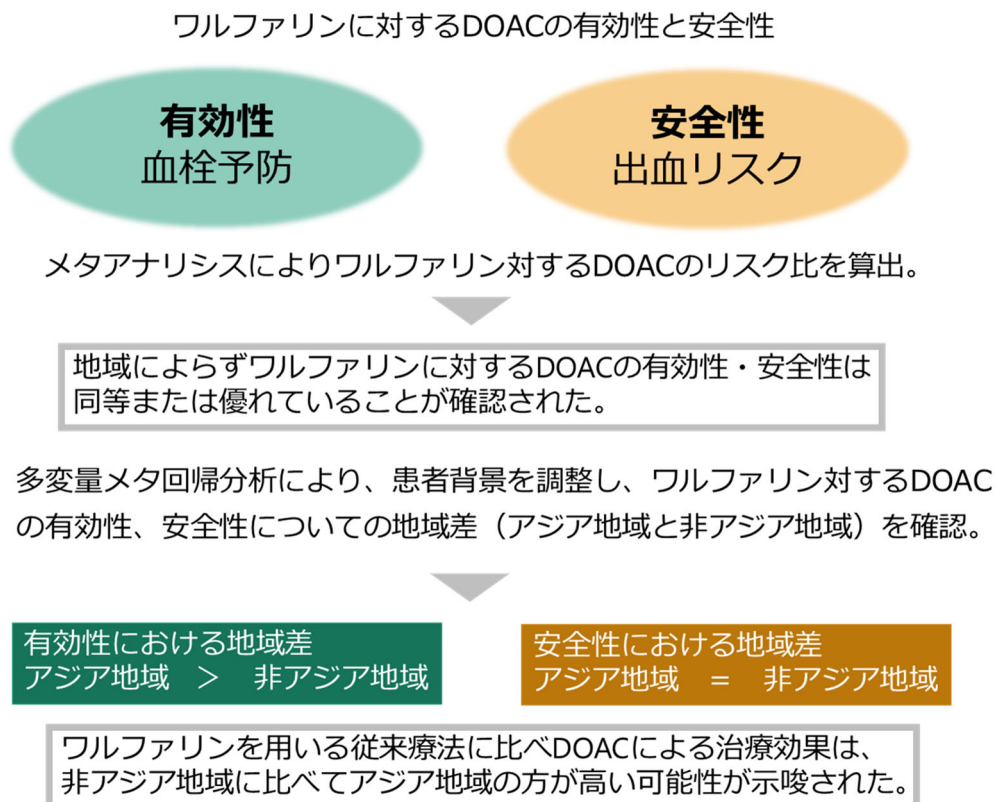 ワルファリンに対するDOACの有効性と安全性
有効性
血栓予防
安全性
出血リスク
メタアナリシスによりワルファリン対するDOACのリスク比を算出。
地域によらずワルファリンに対するDOACの有効性・安全性は
同等または優れていることが確認された。
多変量メタ回帰分析により、患者背景を調整し、ワルファリン対するDOAC
の有効性、安全性についての地域差（アジア地域と非アジア地域）を確認。
有効性における地域差
アジア地域　＞　非アジア地域
安全性における地域差
アジア地域　＝　非アジア地域
ワルファリンを用いる従来療法に比べDOACによる治療効果は、
非アジア地域に比べてアジア地域の方が高い可能性が示唆された。